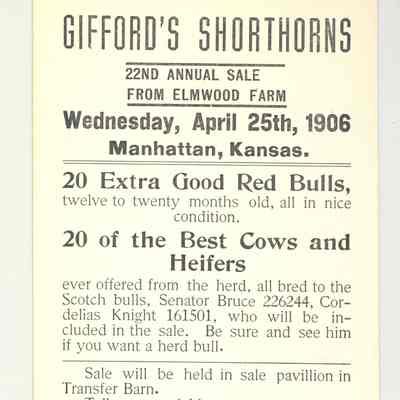 GIFFORD'S SHORTHORNS
22ND ANNUAL SALE
FROM ELMWOOD FARM
Wednesday, April 25th, 1906
Manhattan, Kansas.
20 Extra Good Red Bulls,
twelve to twenty months old, all in nice
condition.
20 of the Best Cows and
Heifers
ever offered from the herd, all bred to the
Scotch bulls, Senator Bruce 226244, Cor-
delias Knight 161501, who will be in-
cluded in the sale. Be sure and see him
if you want a herd bull.
Sale will be held in sale pavillion in
Transfer Barn.